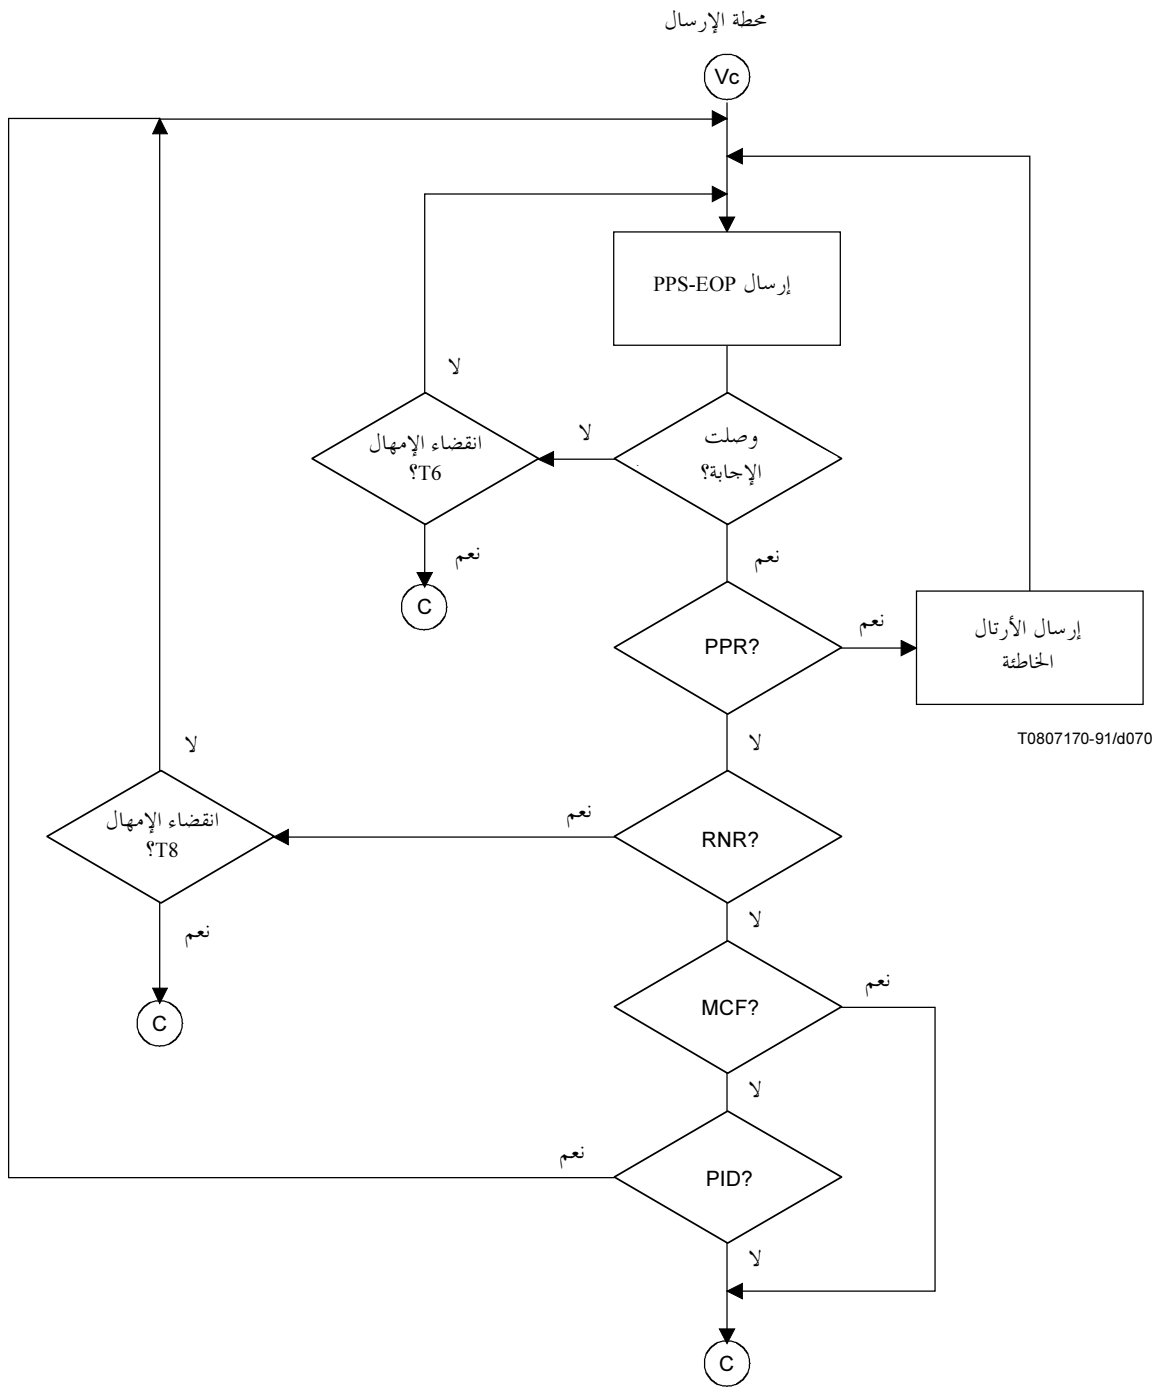 محطة الإرسال
Vc
إرسال PPS-EOP
لا
وصلت
الإجابة؟
لا
انقضاء الإمهال
T6؟
نعم
C
نعم
PPR?
نعم
إرسال الأرتال
الخاطئة
T0807170-91/d070
لا
RNR?
نعم
لا
انقضاء الإمهال
T8؟
نعم
C
لا
MCF?
نعم
لا
PID?
نعم
لا
C